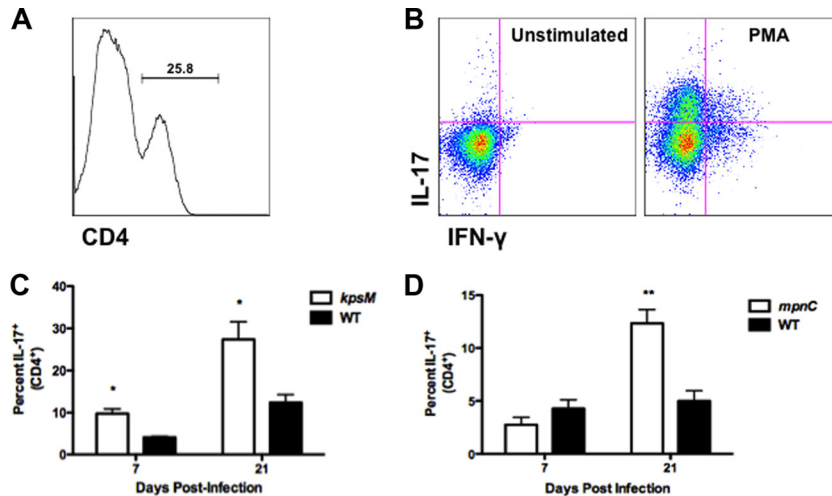 A
25.8
CD4
B
Unstimulated
PMA
IL-17
IFN-γ
C
Percent IL-17+
(CD4+)
40
30
20
10
0
kpsM
WT
*
*
7
21
Days Post-Infection
D
Percent IL-17+
(CD4+)
15
10
5
0
mpnC
WT
**
7
21
Days Post Infection